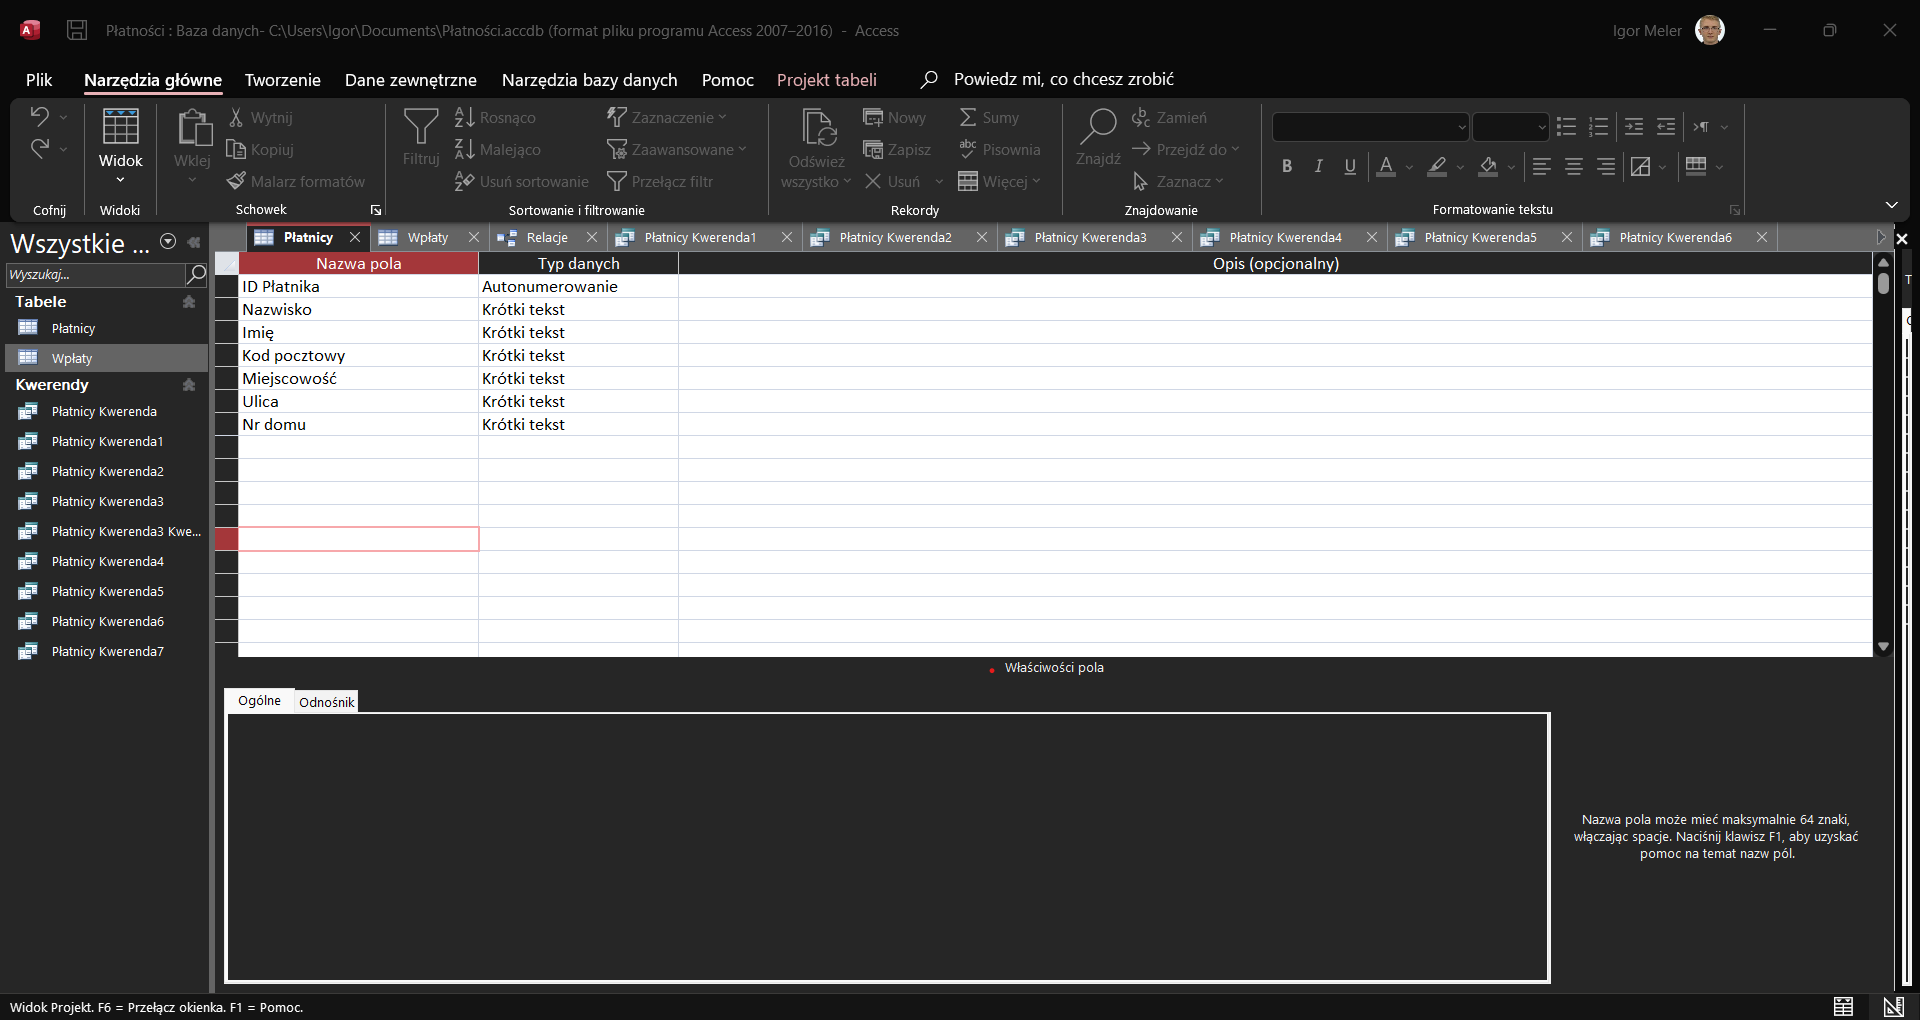 Płatności : Baza danych- C:\Users\Igor\Documents\Płatności.accdb (format pliku programu Access 2007–2016) - Access
Igor Meler
Plik Narzędzia główne Tworzenie Dane zewnętrzne Narzędzia bazy danych Pomoc Projekt tabeli Powiedz mi, co chcesz zrobić
Cofnij
Widok
Widoki
Wklej
Wytnij
Kopiuj
Malarz formatów
Schowek
Filtruj
Rosnąco
Malejąco
Usuń sortowanie
Zaznaczenie
Zaawansowane
Przełącz filtr
Sortowanie i filtrowanie
Odśwież
wszystko
Nowy
Zapisz
Usuń
Sumy
Pisownia
Więcej
Rekordy
Znajdź
Zamień
Przejdź do
Zaznacz
Znajdowanie
B I U A
Formatowanie tekstu
Wszystkie ...
Wyszukaj...
Tabele
Płatnicy
Wpłaty
Kwerendy
Płatnicy Kwerenda
Płatnicy Kwerenda1
Płatnicy Kwerenda2
Płatnicy Kwerenda3
Płatnicy Kwerenda3 Kwe...
Płatnicy Kwerenda4
Płatnicy Kwerenda5
Płatnicy Kwerenda6
Płatnicy Kwerenda7
Płatnicy Wpłaty Relacje Płatnicy Kwerenda1 Płatnicy Kwerenda2 Płatnicy Kwerenda3 Płatnicy Kwerenda4 Płatnicy Kwerenda5 Płatnicy Kwerenda6
Nazwa pola Typ danych Opis (opcjonalny)
ID Płatnika Autonumerowanie
Nazwisko Krótki tekst
Imię Krótki tekst
Kod pocztowy Krótki tekst
Miejscowość Krótki tekst
Ulica Krótki tekst
Nr domu Krótki tekst
Właściwości pola
Ogólne Odnośnik
Nazwa pola może mieć maksymalnie 64 znaki,
włączając spacje. Naciśnij klawisz F1, aby uzyskać
pomoc na temat nazw pól.
Widok Projekt. F6 = Przełącz okienka. F1 = Pomoc.